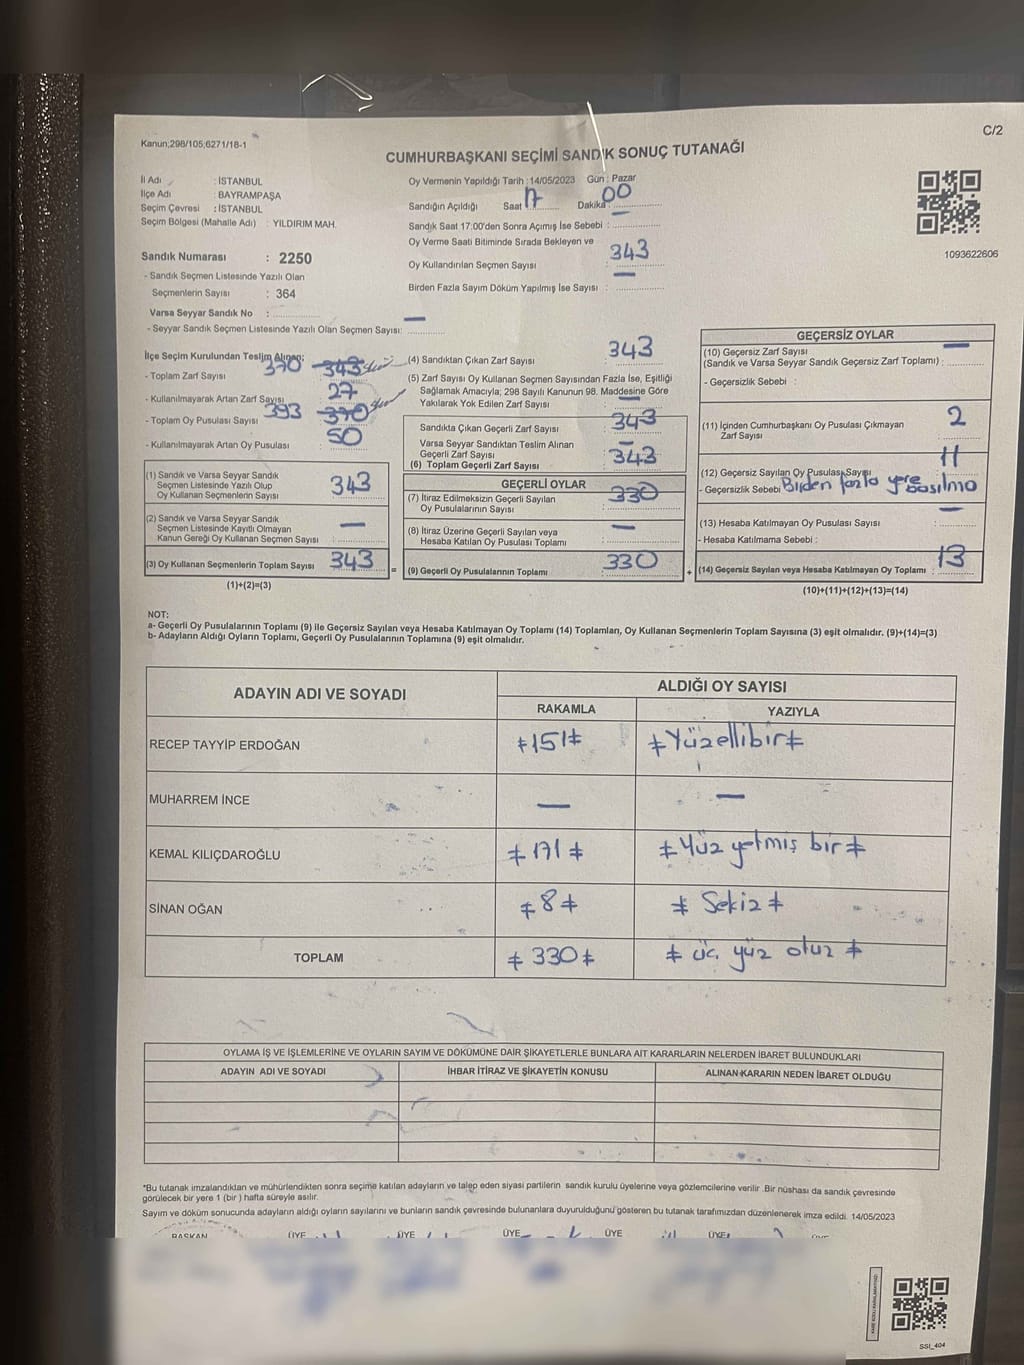 Kanun;298/105;6271/18-1
C/2
CUMHURBAŞKANI SEÇİMİ SANDIK SONUÇ TUTANAĞI
İl Adı : İSTANBUL
İlçe Adı : BAYRAMPAŞA
Seçim Çevresi : İSTANBUL
Seçim Bölgesi (Mahalle Adı) : YILDIRIM MAH.
Sandık Numarası : 2250
- Sandık Seçmen Listesinde Yazılı Olan
Seçmenlerin Sayısı : 364
Varsa Seyyar Sandık No :
- Seyyar Sandık Seçmen Listesinde Yazılı Olan Seçmen Sayısı: —
Oy Vermenin Yapıldığı Tarih : 14/05/2023 Gün : Pazar
Sandığın Açıldığı Saat 17 Dakika : 00
Sandık Saat 17:00'den Sonra Açımış İse Sebebi : —
Oy Verme Saati Bitiminde Sırada Bekleyen ve
Oy Kullandırılan Seçmen Sayısı : 343
Birden Fazla Sayım Döküm Yapılmış İse Sayısı : —
1093622606
İlçe Seçim Kurulundan Teslim Alınan;
- Toplam Zarf Sayısı 370 343
- Kullanılmayarak Artan Zarf Sayısı 27
- Toplam Oy Pusulası Sayısı 393 370
- Kullanılmayarak Artan Oy Pusulası 50
(1) Sandık ve Varsa Seyyar Sandık
Seçmen Listesinde Yazılı Olup
Oy Kullanan Seçmenlerin Sayısı 343
(2) Sandık ve Varsa Seyyar Sandık
Seçmen Listesinde Kayıtlı Olmayan
Kanun Gereği Oy Kullanan Seçmen Sayısı —
(3) Oy Kullanan Seçmenlerin Toplam Sayısı 343
(1)+(2)=(3)
=
(4) Sandıktan Çıkan Zarf Sayısı 343
(5) Zarf Sayısı Oy Kullanan Seçmen Sayısından Fazla İse, Eşitliği
Sağlamak Amacıyla; 298 Sayılı Kanunun 98. Maddesine Göre
Yakılarak Yok Edilen Zarf Sayısı —
Sandıkta Çıkan Geçerli Zarf Sayısı 343
Varsa Seyyar Sandıktan Teslim Alınan
Geçerli Zarf Sayısı —
(6) Toplam Geçerli Zarf Sayısı 343
GEÇERLİ OYLAR
(7) İtiraz Edilmeksizin Geçerli Sayılan
Oy Pusulalarının Sayısı 330
(8) İtiraz Üzerine Geçerli Sayılan veya
Hesaba Katılan Oy Pusulası Toplamı —
(9) Geçerli Oy Pusulalarının Toplamı 330
+
GEÇERSİZ OYLAR
(10) Geçersiz Zarf Sayısı —
(Sandık ve Varsa Seyyar Sandık Geçersiz Zarf Toplamı) :
- Geçersizlik Sebebi :
(11) İçinden Cumhurbaşkanı Oy Pusulası Çıkmayan
Zarf Sayısı 2
(12) Geçersiz Sayılan Oy Pusulası Sayısı 11
- Geçersizlik Sebebi Birden fazla yere basılma
(13) Hesaba Katılmayan Oy Pusulası Sayısı —
- Hesaba Katılmama Sebebi :
(14) Geçersiz Sayılan veya Hesaba Katılmayan Oy Toplamı 13
(10)+(11)+(12)+(13)=(14)
NOT:
a- Geçerli Oy Pusulalarının Toplamı (9) ile Geçersiz Sayılan veya Hesaba Katılmayan Oy Toplamı (14) Toplamları, Oy Kullanan Seçmenlerin Toplam Sayısına (3) eşit olmalıdır. (9)+(14)=(3)
b- Adayların Aldığı Oyların Toplamı, Geçerli Oy Pusulalarının Toplamına (9) eşit olmalıdır.
ADAYIN ADI VE SOYADI ALDIĞI OY SAYISI
RAKAMLA YAZIYLA
RECEP TAYYİP ERDOĞAN ‡151‡ ‡Yüzellibir‡
MUHARREM İNCE — —
KEMAL KILIÇDAROĞLU ‡171‡ ‡Yüz yetmiş bir‡
SİNAN OĞAN ‡8‡ ‡Sekiz‡
TOPLAM ‡330‡ ‡üç yüz otuz‡
OYLAMA İŞ VE İŞLEMLERİNE VE OYLARIN SAYIM VE DÖKÜMÜNE DAİR ŞİKAYETLERLE BUNLARA AİT KARARLARIN NELERDEN İBARET BULUNDUKLARI
ADAYIN ADI VE SOYADI İHBAR İTİRAZ VE ŞİKAYETİN KONUSU ALINAN KARARIN NEDEN İBARET OLDUĞU
*Bu tutanak imzalandıktan ve mühürlendikten sonra seçime katılan adayların ve talep eden siyasi partilerin sandık kurulu üyelerine veya gözlemcilerine verilir .Bir nüshası da sandık çevresinde
görülecek bir yere 1 (bir ) hafta süreyle asılır.
Sayım ve döküm sonucunda adayların aldığı oyların sayılarını ve bunların sandık çevresinde bulunanlara duyurulduğunu gösteren bu tutanak tarafımızdan düzenlenerek imza edildi. 14/05/2023
BAŞKAN ÜYE ÜYE ÜYE ÜYE ÜYE ÜYE
SSI_404